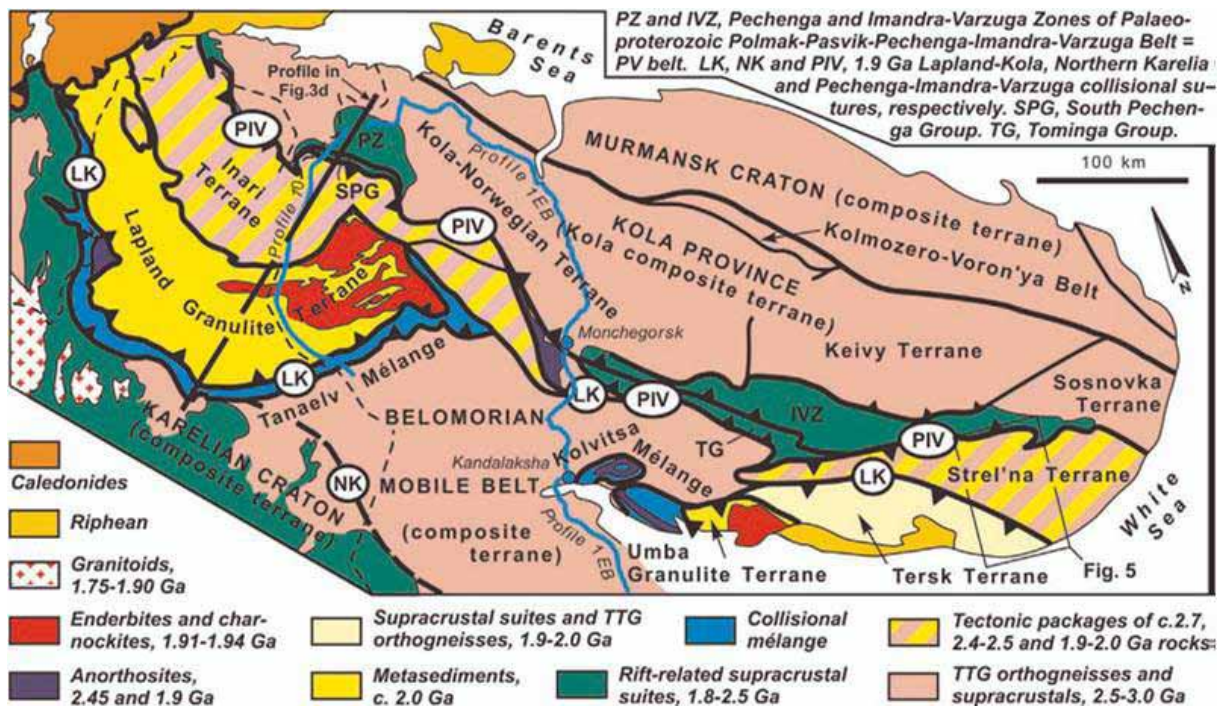 PZ and IVZ, Pechenga and Imandra-Varzuga Zones of Palaeo-
proterozoic Polmak-Pasvik-Pechenga-Imandra-Varzuga Belt =
PV belt. LK, NK and PIV, 1.9 Ga Lapland-Kola, Northern Karelia
and Pechenga-Imandra-Varzuga collisional su-
tures, respectively. SPG, South Pechen-
ga Group. TG, Tominga Group.
100 km
N
Barents
Sea
Profile in
Fig.3d
PIV
PZ
LK
Inari
Terrane
SPG
Profile 10
Profile 1EB
Kola-Norwegian Terrane
MURMANSK CRATON (composite terrane)
Kolmozero-Voron'ya Belt
KOLA PROVINCE
(Kola composite terrane)
PIV
Lapland
Granulite Terrane
Monchegorsk
Keivy Terrane
Sosnovka
Terrane
LK
Tanaelv Mélange
LK
PIV
IVZ
TG
PIV
KARELIAN CRATON
(composite terran)
BELOMORIAN
MOBILE BELT
(composite
terrane)
NK
Kandalaksha
Kolvitsa
Mélange
LK
Strel'na Terrane
White
Sea
Profile 1 EB
Umba
Granulite Terrane
Tersk Terrane
Fig. 5
Caledonides
Riphean
Granitoids,
1.75-1.90 Ga
Enderbites and char-
nockites, 1.91-1.94 Ga
Anorthosites,
2.45 and 1.9 Ga
Supracrustal suites and TTG
orthogneisses, 1.9-2.0 Ga
Metasediments,
c. 2.0 Ga
Collisional
mélange
Rift-related supracrustal
suites, 1.8-2.5 Ga
Tectonic packages of c.2.7,
2.4-2.5 and 1.9-2.0 Ga rocks
TTG orthogneisses and
supracrustals, 2.5-3.0 Ga